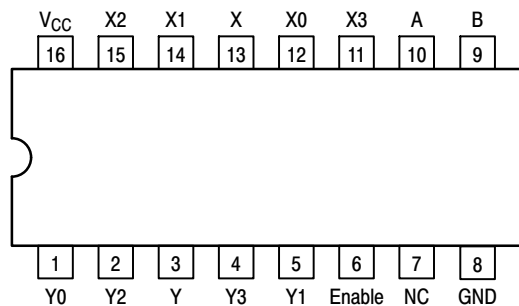 V_CC X2 X1 X X0 X3 A B
16 15 14 13 12 11 10 9
1 2 3 4 5 6 7 8
Y0 Y2 Y Y3 Y1 Enable NC GND